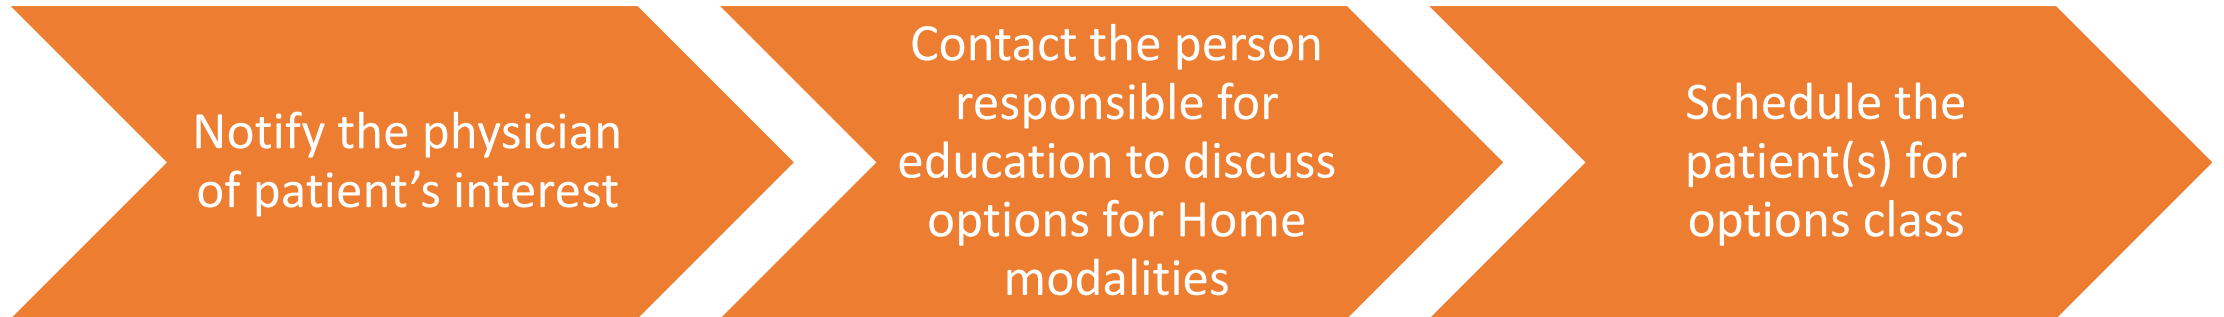 Notify the physician
of patient’s interest
Contact the person
responsible for
education to discuss
options for Home
modalities
Schedule the
patient(s) for
options class